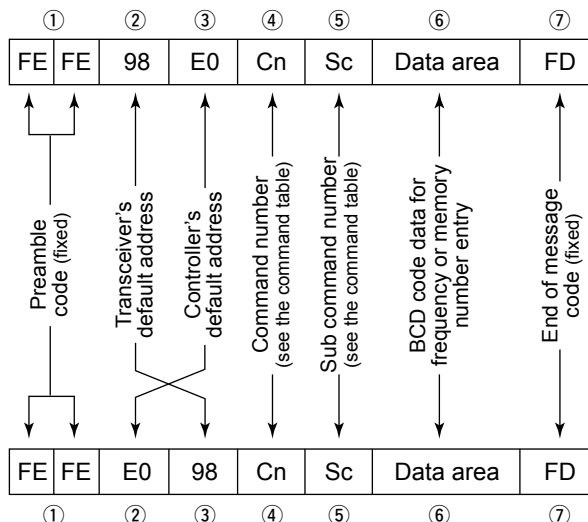 ① ② ③ ④ ⑤ ⑥ ⑦
FE FE 98 E0 Cn Sc Data area FD
Preamble
code (fixed)
Transceiver's
default address
Controller's
default address
Command number
(see the command table)
Sub command number
(see the command table)
BCD code data for
frequency or memory
number entry
End of message
code (fixed)
FE FE E0 98 Cn Sc Data area FD
① ② ③ ④ ⑤ ⑥ ⑦